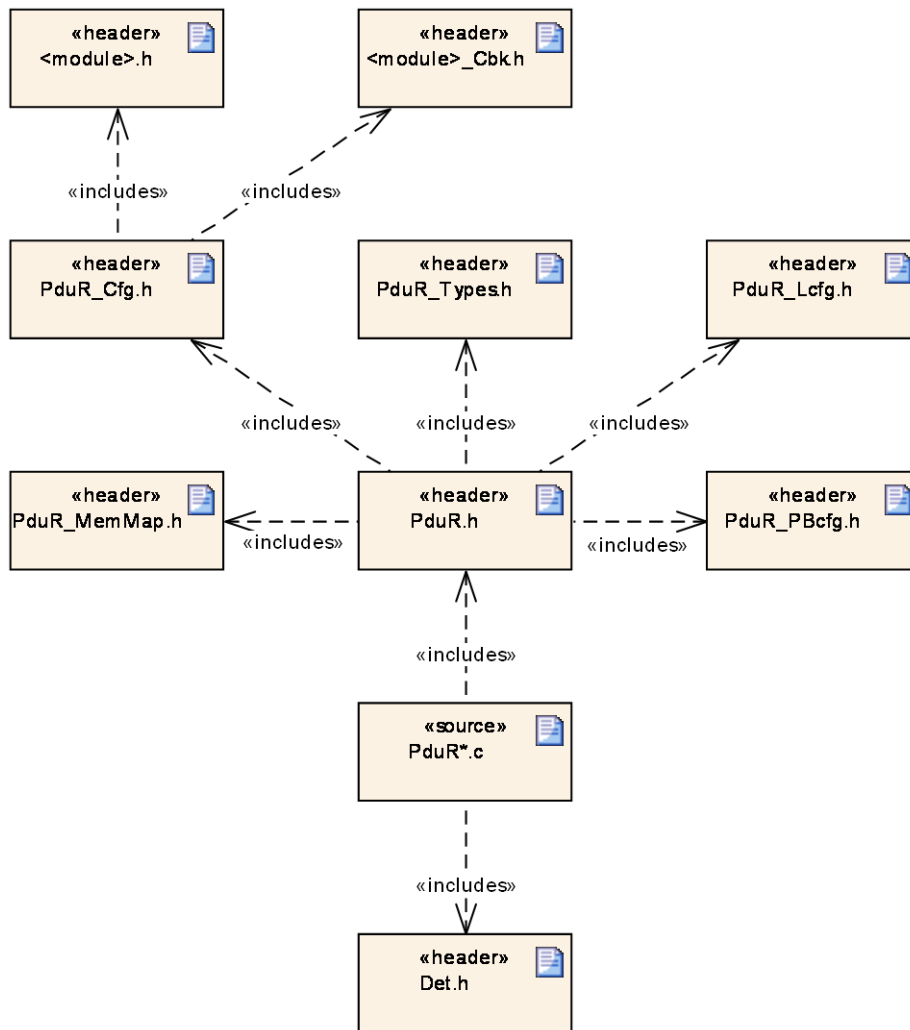 «header»
<module>.h
«header»
<module>_Cbk.h
«includes»
«includes»
«header»
PduR_Cfg.h
«header»
PduR_Types.h
«header»
PduR_Lcfg.h
«includes»
«includes»
«includes»
«header»
PduR_MemMap.h
«header»
PduR.h
«header»
PduR_PBcfg.h
«includes»
«includes»
«includes»
«source»
PduR*.c
«includes»
«header»
Det.h